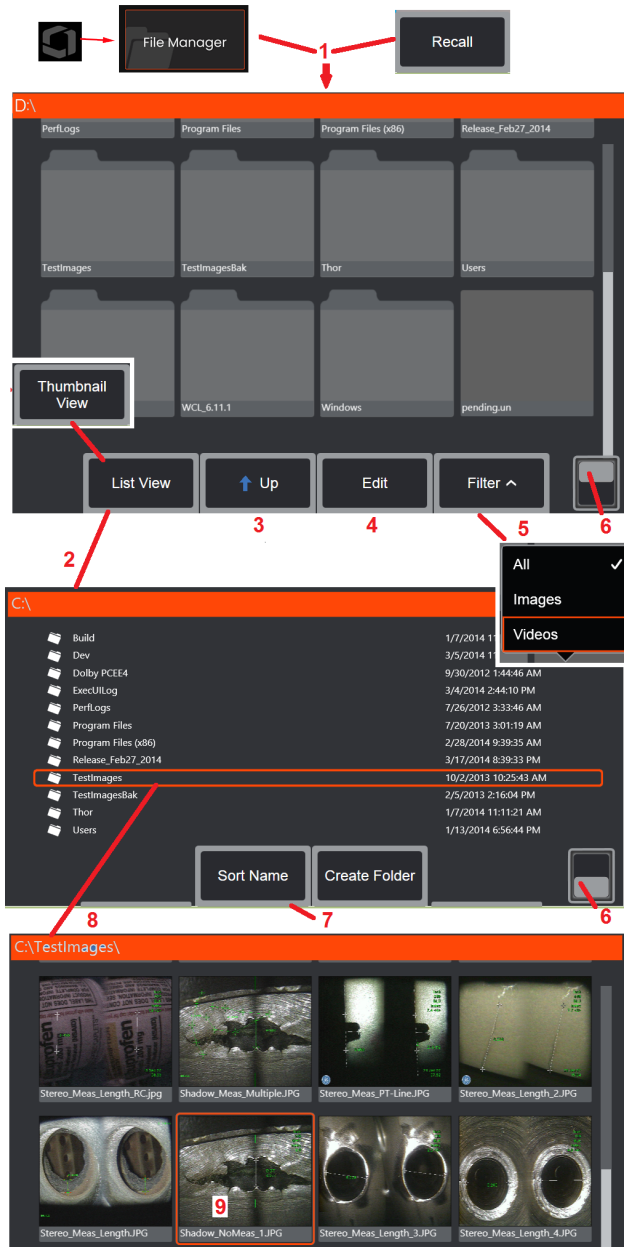 File Manager
1
Recall
D:\
PerfLogs
Program Files
Program Files (x86)
Release_Feb27_2014
TestImages
TestImagesBak
Thor
Users
Thumbnail
View
WCL_6.11.1
Windows
pending.un
List View
Up
Edit
Filter
2
3
4
5
6
All
Images
Videos
C:\
Build
1/7/2014 11
Dev
3/5/2014 11
Dolby PCEE4
9/30/2012 1:44:46 AM
ExecUILog
3/4/2014 2:44:10 PM
PerfLogs
7/26/2012 3:33:46 AM
Program Files
7/20/2013 3:01:19 AM
Program Files (x86)
2/28/2014 9:39:35 AM
Release_Feb27_2014
3/17/2014 8:39:33 PM
TestImages
10/2/2013 10:25:43 AM
TestImagesBak
2/5/2013 2:16:04 PM
Thor
1/7/2014 11:11:21 AM
Users
1/13/2014 6:56:44 PM
Sort Name
Create Folder
8
7
6
C:\TestImages\
Stereo_Meas_Length_RC.jpg
Shadow_Meas_Multiple.JPG
Stereo_Meas_PT-Line.JPG
Stereo_Meas_Length_2.JPG
9
Stereo_Meas_Length.JPG
Shadow_NoMeas_1.JPG
Stereo_Meas_Length_3.JPG
Stereo_Meas_Length_4.JPG